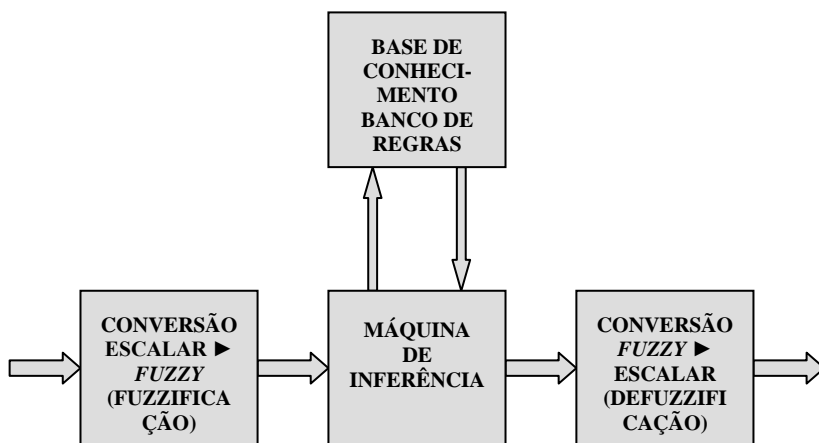 BASE DE
CONHECI-
MENTO
BANCO DE
REGRAS
CONVERSÃO
ESCALAR ►
FUZZY
(FUZZIFICA
ÇÃO)
MÁQUINA
DE
INFERÊNCIA
CONVERSÃO
FUZZY ►
ESCALAR
(DEFUZZIFI
CAÇÃO)